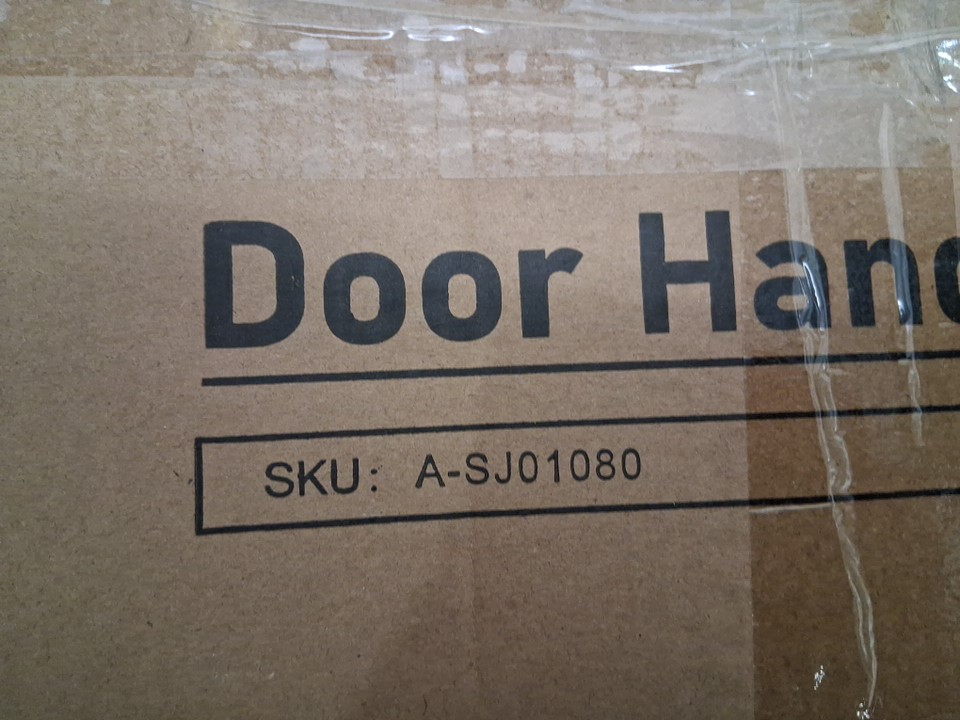 Door Han
SKU: A-SJ01080